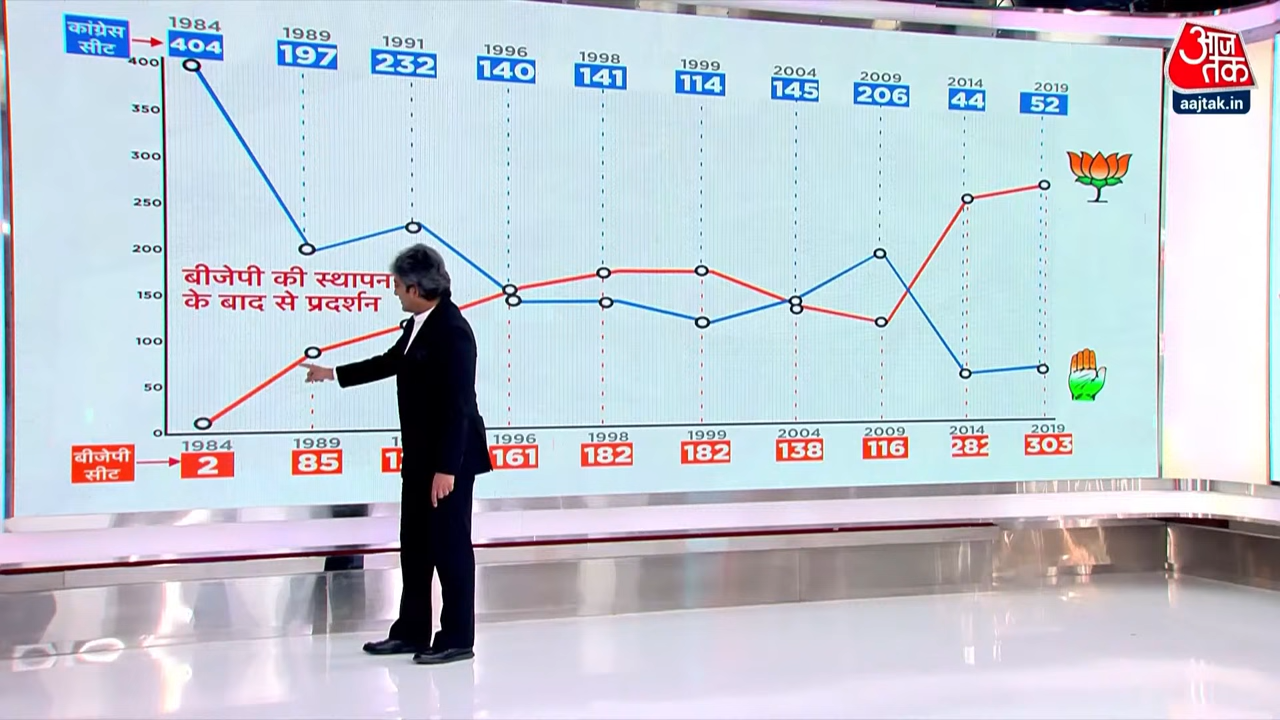 कांग्रेस
सीट
1984 1989 1991 1996 1998 1999 2004 2009 2014 2019
404 197 232 140 141 114 145 206 44 52
400
350
300
250
200
150
100
50
0
बीजेपी की स्थापन
के बाद से प्रदर्शन
1984 1989 1996 1998 1999 2004 2009 2014 2019
बीजेपी
सीट
2 85 161 182 182 138 116 282 303
आज
तक
aajtak.in